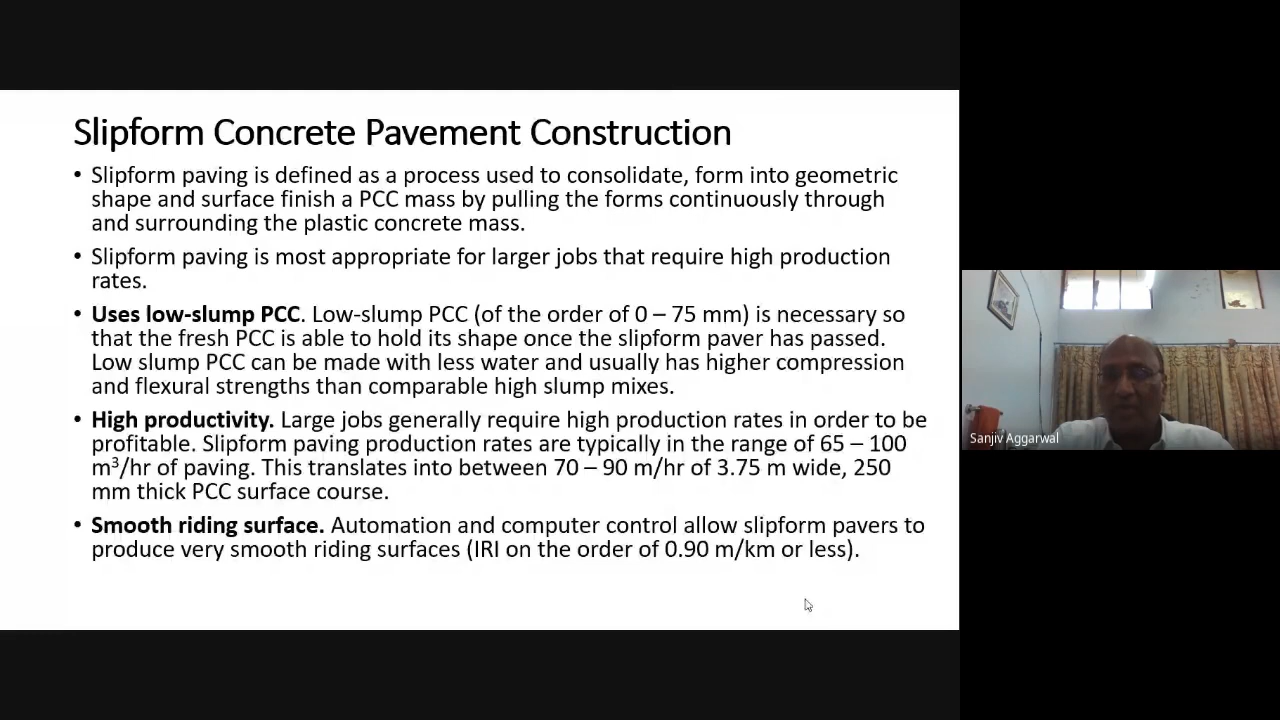 Slipform Concrete Pavement Construction
• Slipform paving is defined as a process used to consolidate, form into geometric
shape and surface finish a PCC mass by pulling the forms continuously through
and surrounding the plastic concrete mass.
• Slipform paving is most appropriate for larger jobs that require high production
rates.
• Uses low-slump PCC. Low-slump PCC (of the order of 0 – 75 mm) is necessary so
that the fresh PCC is able to hold its shape once the slipform paver has passed.
Low slump PCC can be made with less water and usually has higher compression
and flexural strengths than comparable high slump mixes.
• High productivity. Large jobs generally require high production rates in order to be
profitable. Slipform paving production rates are typically in the range of 65 – 100
m³/hr of paving. This translates into between 70 – 90 m/hr of 3.75 m wide, 250
mm thick PCC surface course.
• Smooth riding surface. Automation and computer control allow slipform pavers to
produce very smooth riding surfaces (IRI on the order of 0.90 m/km or less).
Sanjiv Aggarwal